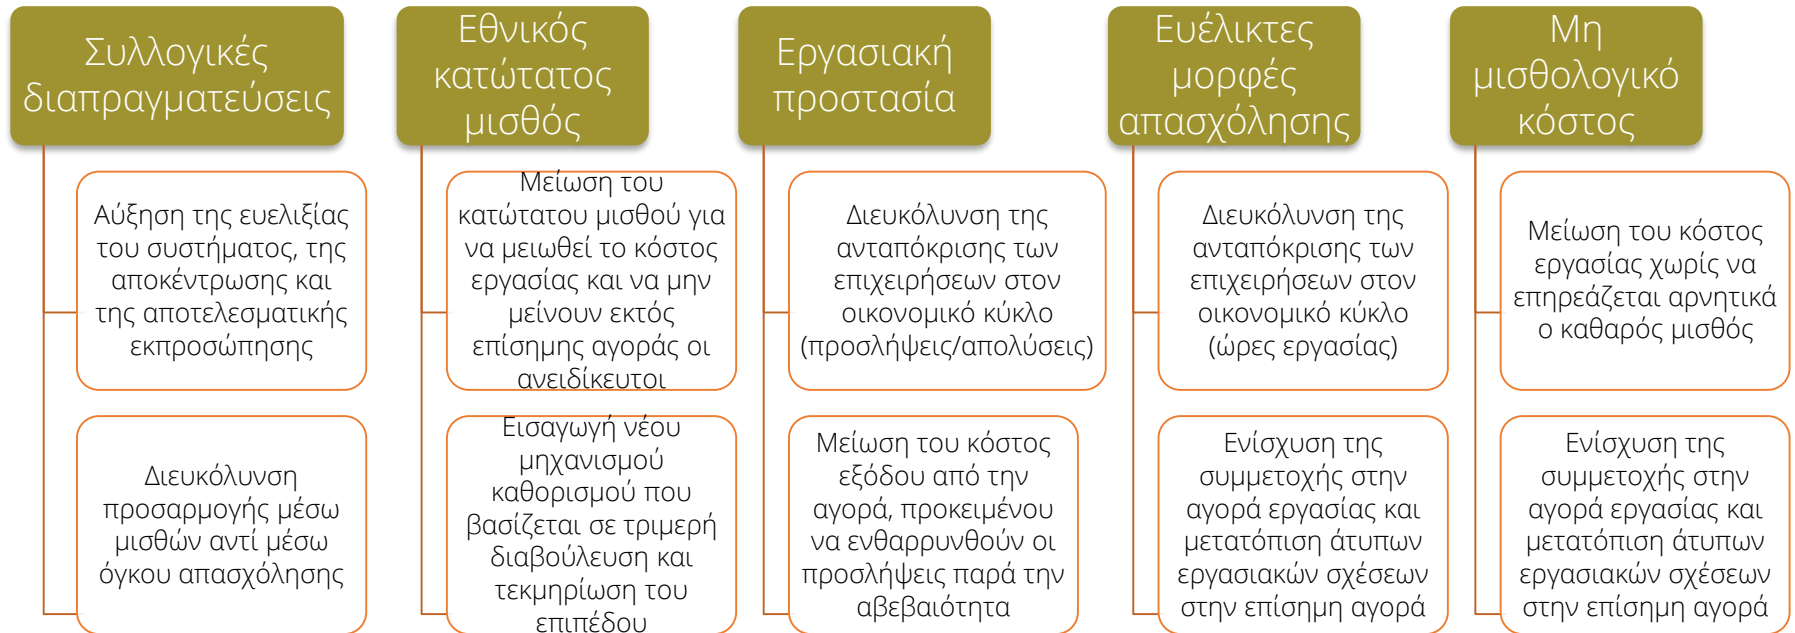 Συλλογικές
διαπραγματεύσεις
Αύξηση της ευελιξίας
του συστήματος, της
αποκέντρωσης και
της αποτελεσματικής
εκπροσώπησης
Διευκόλυνση
προσαρμογής μέσω
μισθών αντί μέσω
όγκου απασχόλησης
Εθνικός
κατώτατος
μισθός
Μείωση του
κατώτατου μισθού για
να μειωθεί το κόστος
εργασίας και να μην
μείνουν εκτός
επίσημης αγοράς οι
ανειδίκευτοι
Εισαγωγή νέου
μηχανισμού
καθορισμού που
βασίζεται σε τριμερή
διαβούλευση και
τεκμηρίωση του
επιπέδου
Εργασιακή
προστασία
Διευκόλυνση της
ανταπόκρισης των
επιχειρήσεων στον
οικονομικό κύκλο
(προσλήψεις/απολύσεις)
Μείωση του κόστος
εξόδου από την
αγορά, προκειμένου
να ενθαρρυνθούν οι
προσλήψεις παρά την
αβεβαιότητα
Ευέλικτες
μορφές
απασχόλησης
Διευκόλυνση της
ανταπόκρισης των
επιχειρήσεων στον
οικονομικό κύκλο
(ώρες εργασίας)
Ενίσχυση της
συμμετοχής στην
αγορά εργασίας και
μετατόπιση άτυπων
εργασιακών σχέσεων
στην επίσημη αγορά
Μη
μισθολογικό
κόστος
Μείωση του κόστος
εργασίας χωρίς να
επηρεάζεται αρνητικά
ο καθαρός μισθός
Ενίσχυση της
συμμετοχής στην
αγορά εργασίας και
μετατόπιση άτυπων
εργασιακών σχέσεων
στην επίσημη αγορά